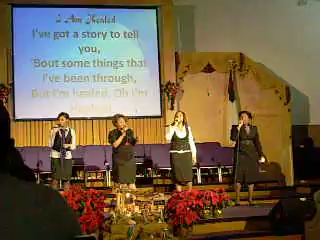 I Am Healed
I've got a story to tell
you,
'Bout some things that
I've been through,
But I'm healed, Oh I'm
Healed